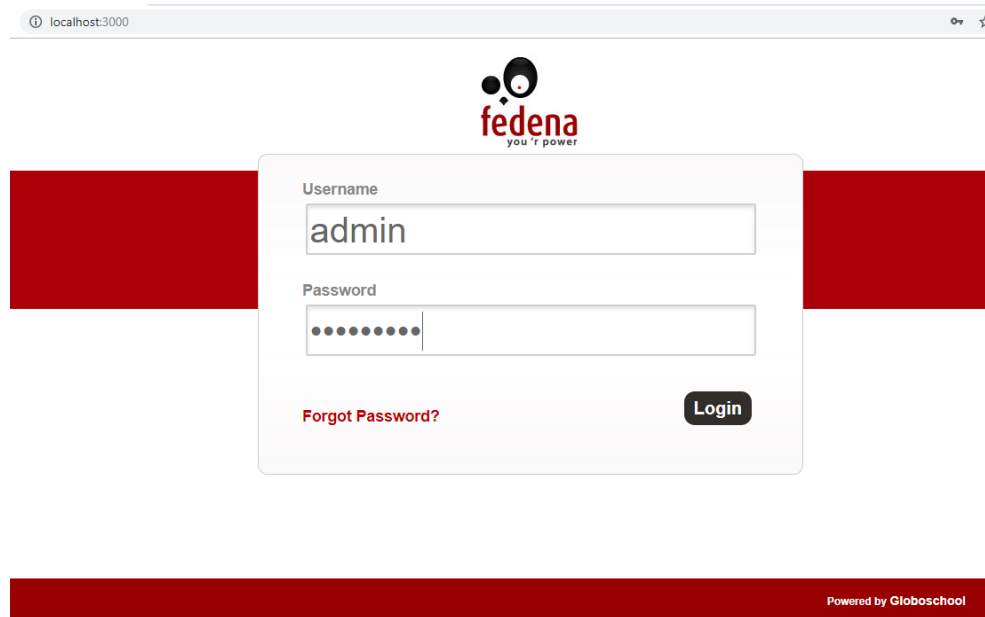 localhost:3000
fedena
you 'r power
Username
admin
Password
•••••••••
Forgot Password?
Login
Powered by Globoschool